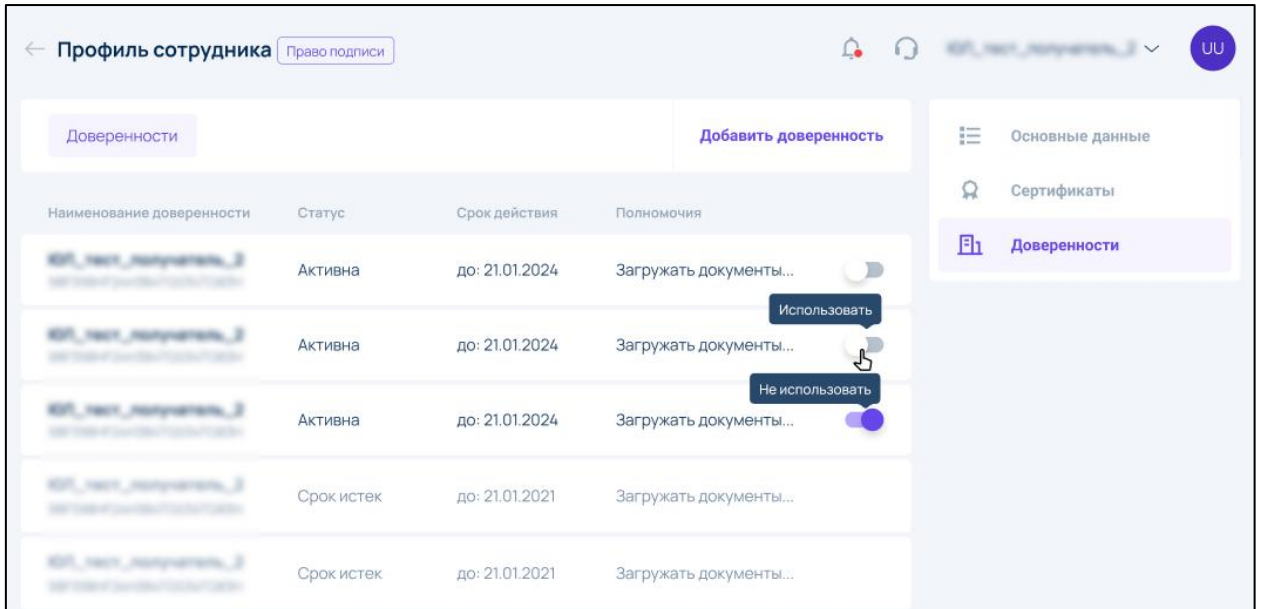 Профиль сотрудника Право подписи UU
Доверенности Добавить доверенность
Основные данные
Сертификаты
Доверенности
Наименование доверенности Статус Срок действия Полномочия
Активна до: 21.01.2024 Загружать документы...
Использовать
Активна до: 21.01.2024 Загружать документы...
Не использовать
Активна до: 21.01.2024 Загружать документы...
Срок истек до: 21.01.2021 Загружать документы...
Срок истек до: 21.01.2021 Загружать документы...